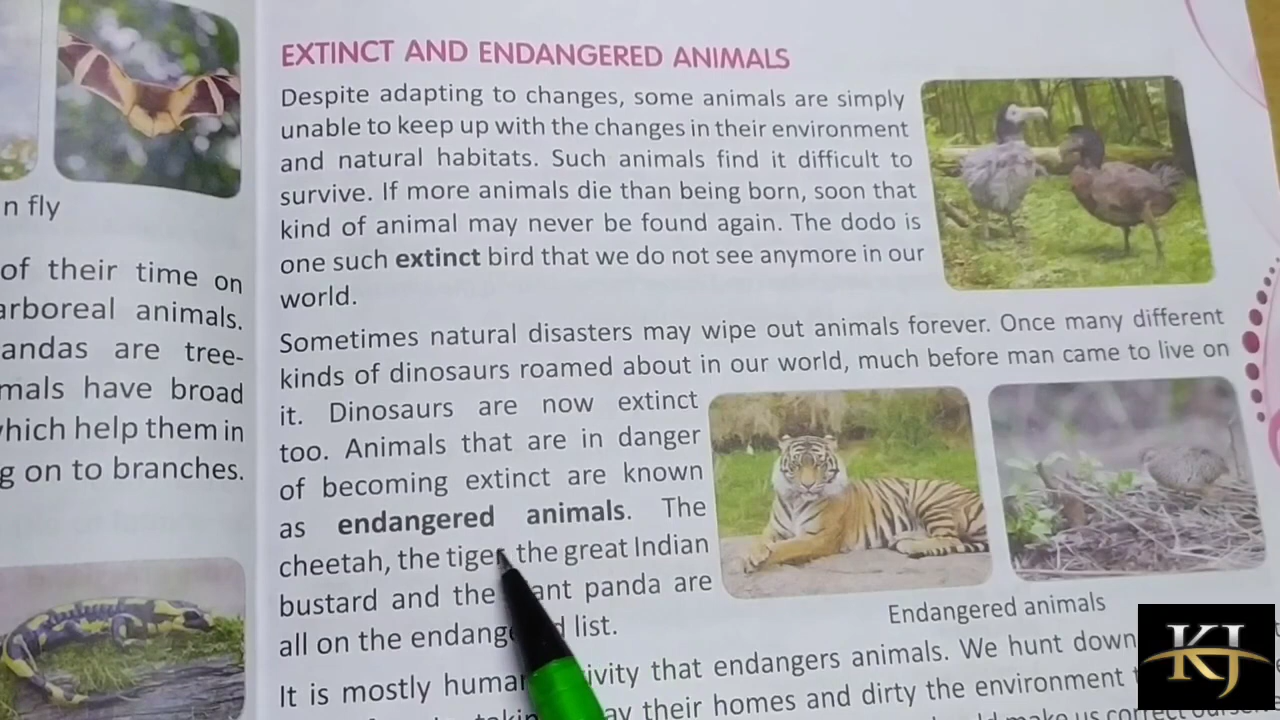 n fly
of their time on
arboreal animals.
andas are tree-
mals have broad
which help them in
g on to branches.
EXTINCT AND ENDANGERED ANIMALS
Despite adapting to changes, some animals are simply
unable to keep up with the changes in their environment
and natural habitats. Such animals find it difficult to
survive. If more animals die than being born, soon that
kind of animal may never be found again. The dodo is
one such extinct bird that we do not see anymore in our
world.
Sometimes natural disasters may wipe out animals forever. Once many different
kinds of dinosaurs roamed about in our world, much before man came to live on
it. Dinosaurs are now extinct
too. Animals that are in danger
of becoming extinct are known
as endangered animals. The
cheetah, the tiger, the great Indian
bustard and the giant panda are
all on the endangered list.
Endangered animals
It is mostly human activity that endangers animals. We hunt down
their homes and dirty the environment
make us correct
KJ